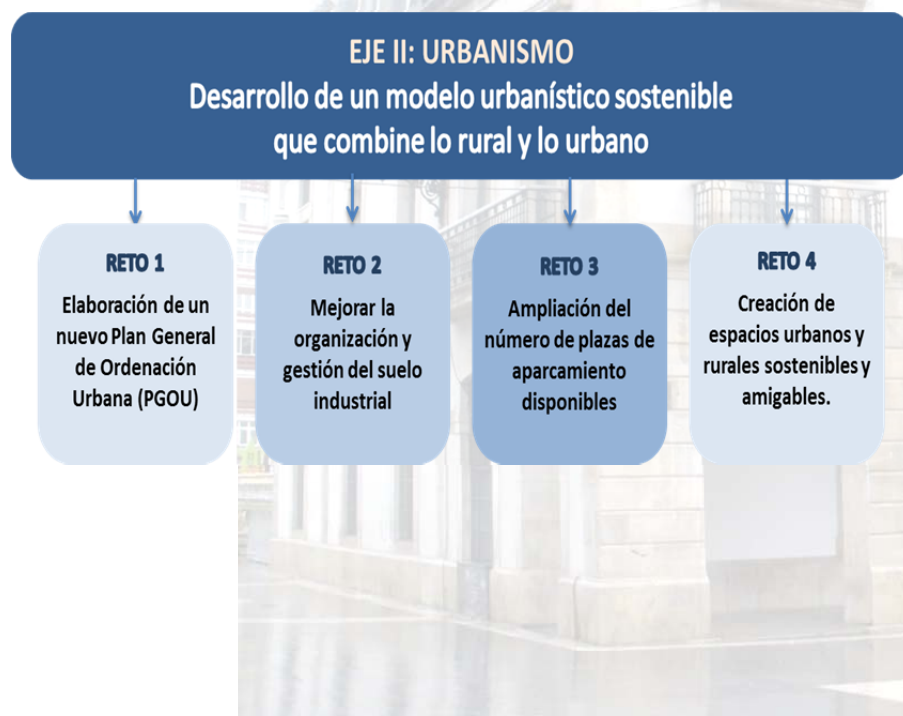 EJE II: URBANISMO
Desarrollo de un modelo urbanístico sostenible
que combine lo rural y lo urbano
RETO 1
Elaboración de un
nuevo Plan General
de Ordenación
Urbana (PGOU)
RETO 2
Mejorar la
organización y
gestión del suelo
industrial
RETO 3
Ampliación del
número de plazas de
aparcamiento
disponibles
RETO 4
Creación de
espacios urbanos y
rurales sostenibles y
amigables.